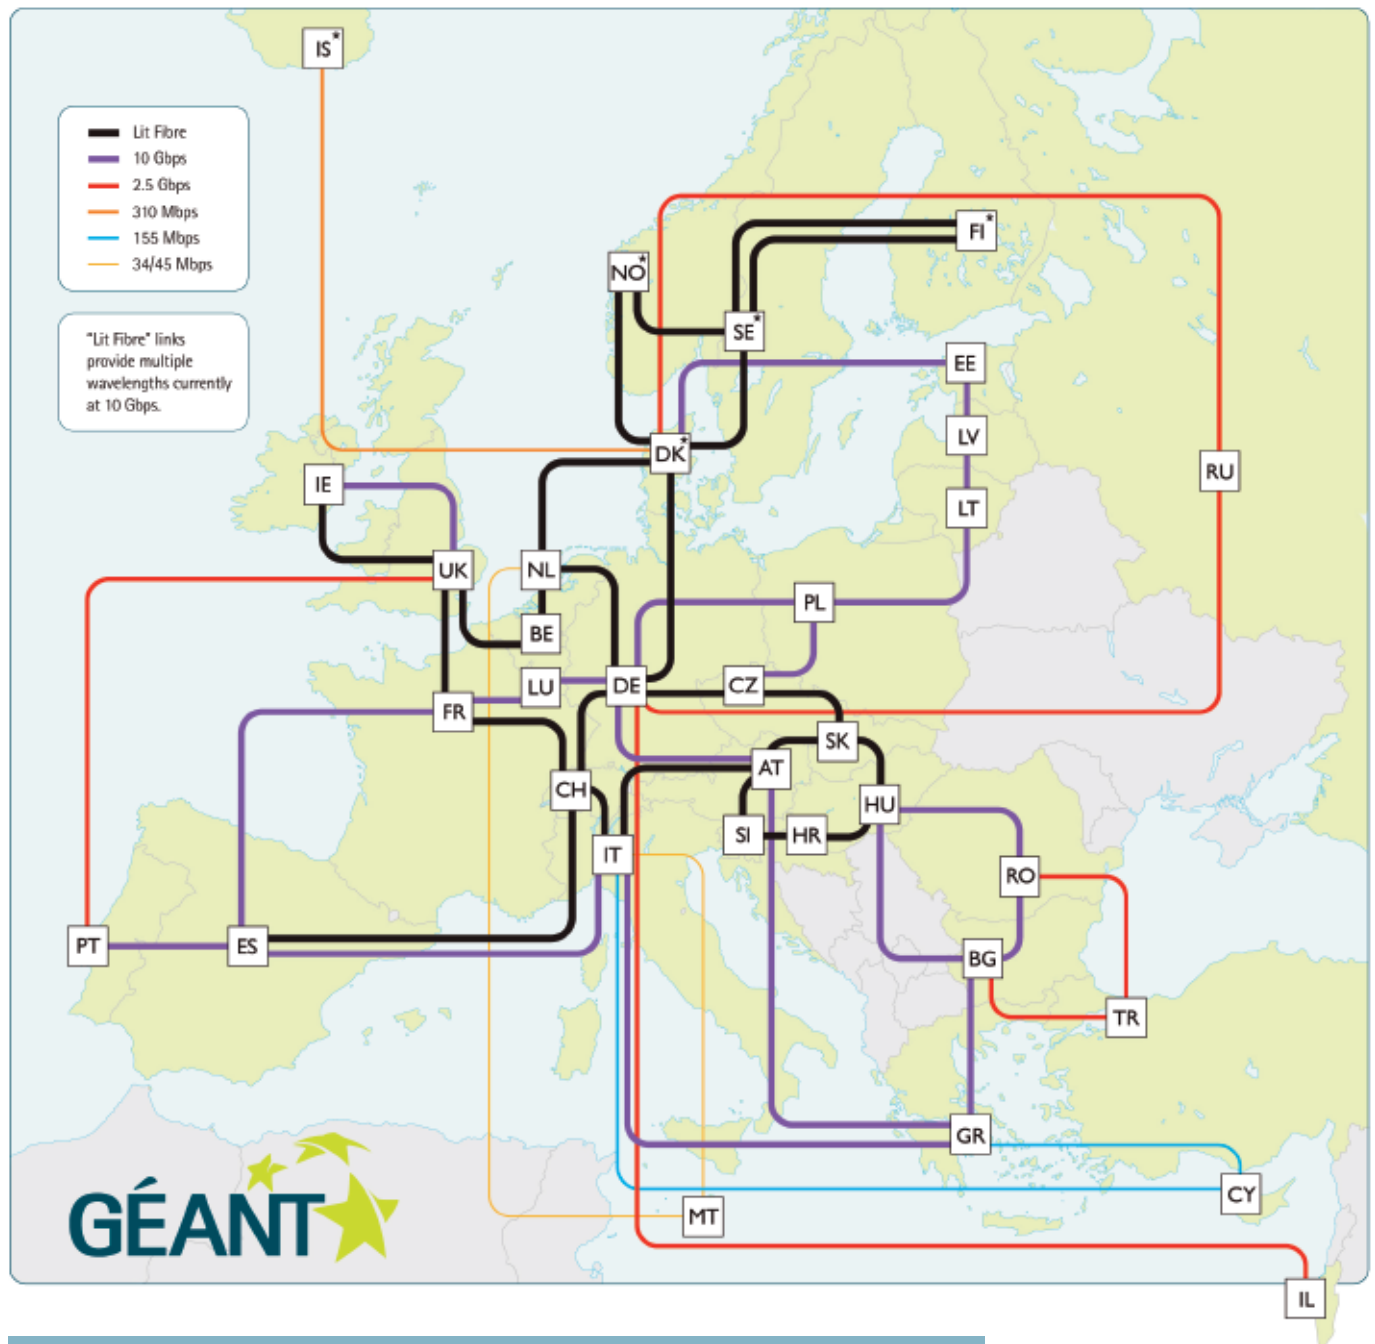 IS*
Lit Fibre
10 Gbps
2.5 Gbps
310 Mbps
155 Mbps
34/45 Mbps
"Lit Fibre" links
provide multiple
wavelengths currently
at 10 Gbps.
FI*
NO*
SE*
EE
LV
DK*
RU
IE
LT
UK
NL
PL
BE
LU
DE
CZ
FR
SK
AT
CH
HU
SI
HR
IT
RO
PT
ES
BG
TR
GR
CY
MT
GÉANT
IL